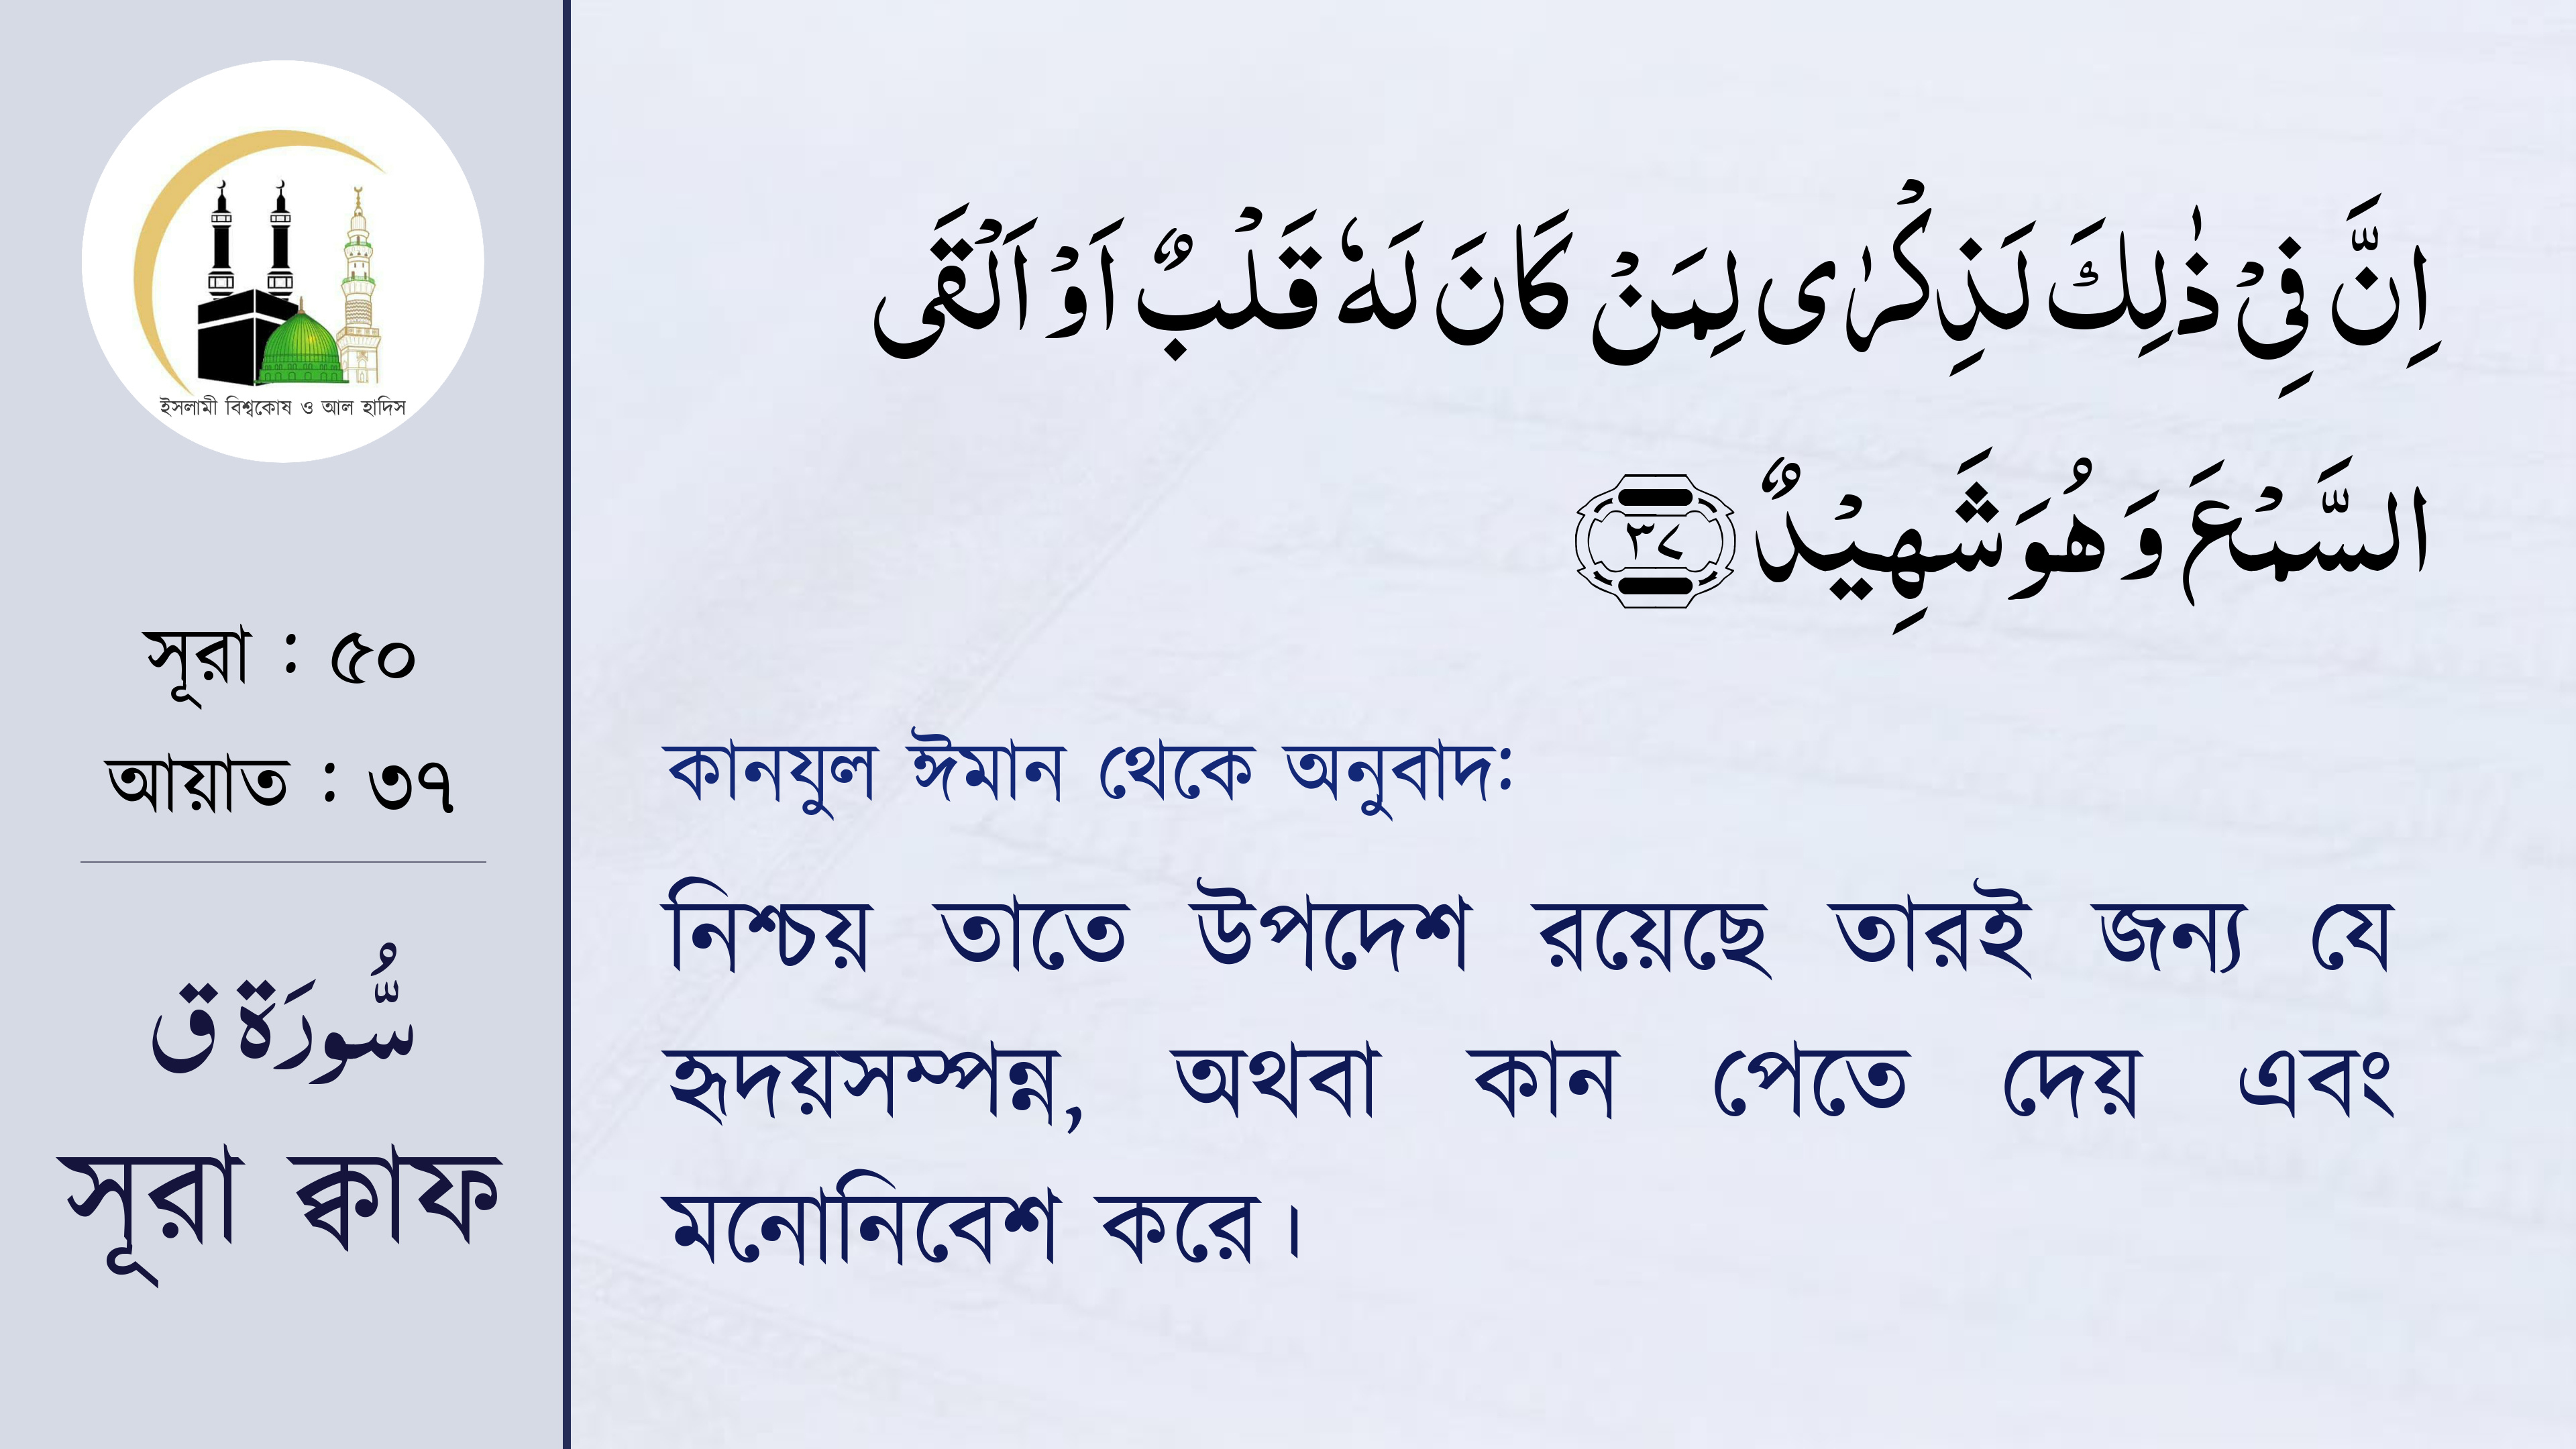 ইসলামী বিশ্বকোষ ও আল হাদিস
সূরা : ৫০
আয়াত : ৩৭
سُّورَة ق
সূরা ক্বাফ
اِنَّ فِیْ ذٰلِكَ لَذِكْرٰى لِمَنْ كَانَ لَهٗ قَلْبٌ اَوْ اَلْقَى
السَّمْعَ وَ هُوَ شَهِیْدٌ ۳۷
কানযুল ঈমান থেকে অনুবাদ:
নিশ্চয় তাতে উপদেশ রয়েছে তারই জন্য যে
হৃদয়সম্পন্ন, অথবা কান পেতে দেয় এবং
মনোনিবেশ করে।